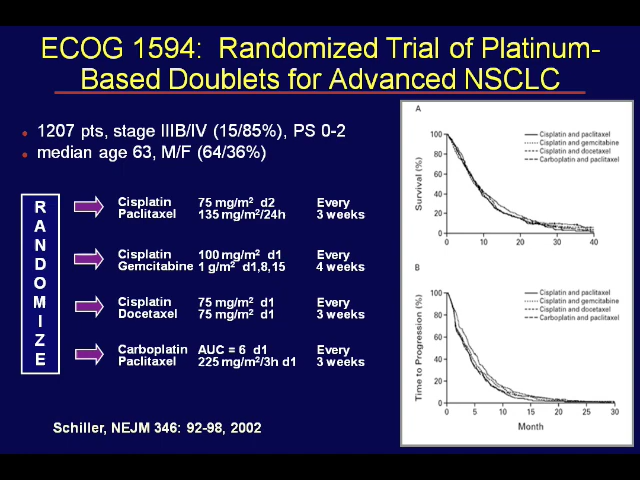 ECOG 1594: Randomized Trial of Platinum-
Based Doublets for Advanced NSCLC
• 1207 pts, stage IIIB/IV (15/85%), PS 0-2
• median age 63, M/F (64/36%)
RANDOMIZE
Cisplatin 75 mg/m² d2 Every
Paclitaxel 135 mg/m²/24h 3 weeks
Cisplatin 100 mg/m² d1 Every
Gemcitabine 1 g/m² d1,8,15 4 weeks
Cisplatin 75 mg/m² d1 Every
Docetaxel 75 mg/m² d1 3 weeks
Carboplatin AUC = 6 d1 Every
Paclitaxel 225 mg/m²/3h d1 3 weeks
Schiller, NEJM 346: 92-98, 2002
A
Cisplatin and paclitaxel
Cisplatin and gemcitabine
Cisplatin and docetaxel
Carboplatin and paclitaxel
Survival (%)
100
80
60
40
20
0
0 10 20 30 40
B
Cisplatin and paclitaxel
Cisplatin and gemcitabine
Cisplatin and docetaxel
Carboplatin and paclitaxel
Time to Progression (%)
100
80
60
40
20
0
0 5 10 15 20 25 30
Month